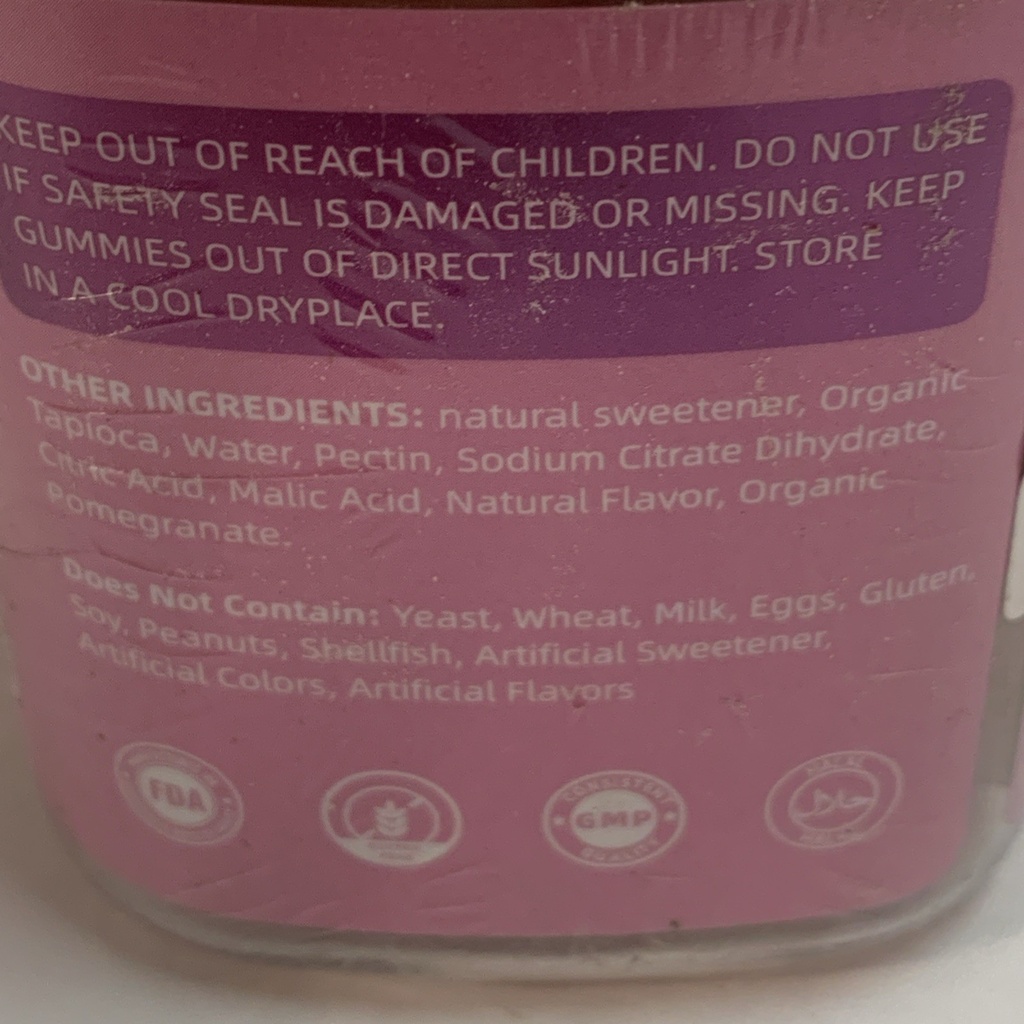 KEEP OUT OF REACH OF CHILDREN. DO NOT USE
IF SAFETY SEAL IS DAMAGED OR MISSING. KEEP
GUMMIES OUT OF DIRECT SUNLIGHT. STORE
IN A COOL DRYPLACE.
OTHER INGREDIENTS: natural sweetener, Organic
Tapioca, Water, Pectin, Sodium Citrate Dihydrate,
Citric Acid, Malic Acid, Natural Flavor, Organic
Pomegranate.
Does Not Contain: Yeast, Wheat, Milk, Eggs, Gluten,
Soy, Peanuts, Shellfish, Artificial Sweetener,
Artificial Colors, Artificial Flavors
FDA
CONSISTENT
GMP
QUALITY
حلال